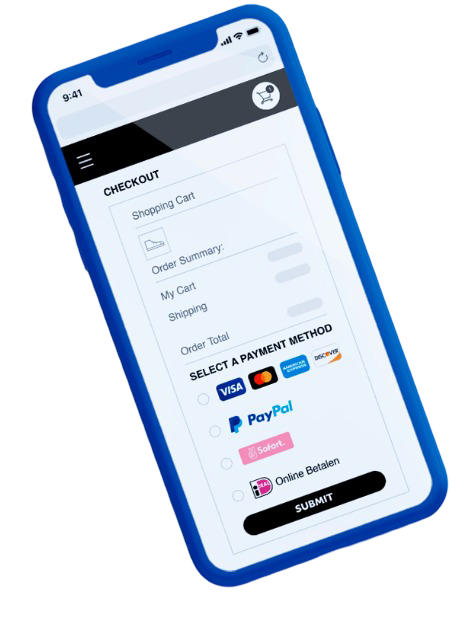 9:41
1
CHECKOUT
Shopping Cart
Order Summary:
My Cart
Shipping
Order Total
SELECT A PAYMENT METHOD
VISA AMERICAN EXPRESS DISCOVER
PayPal
Sofort.
iDEAL Online Betalen
SUBMIT